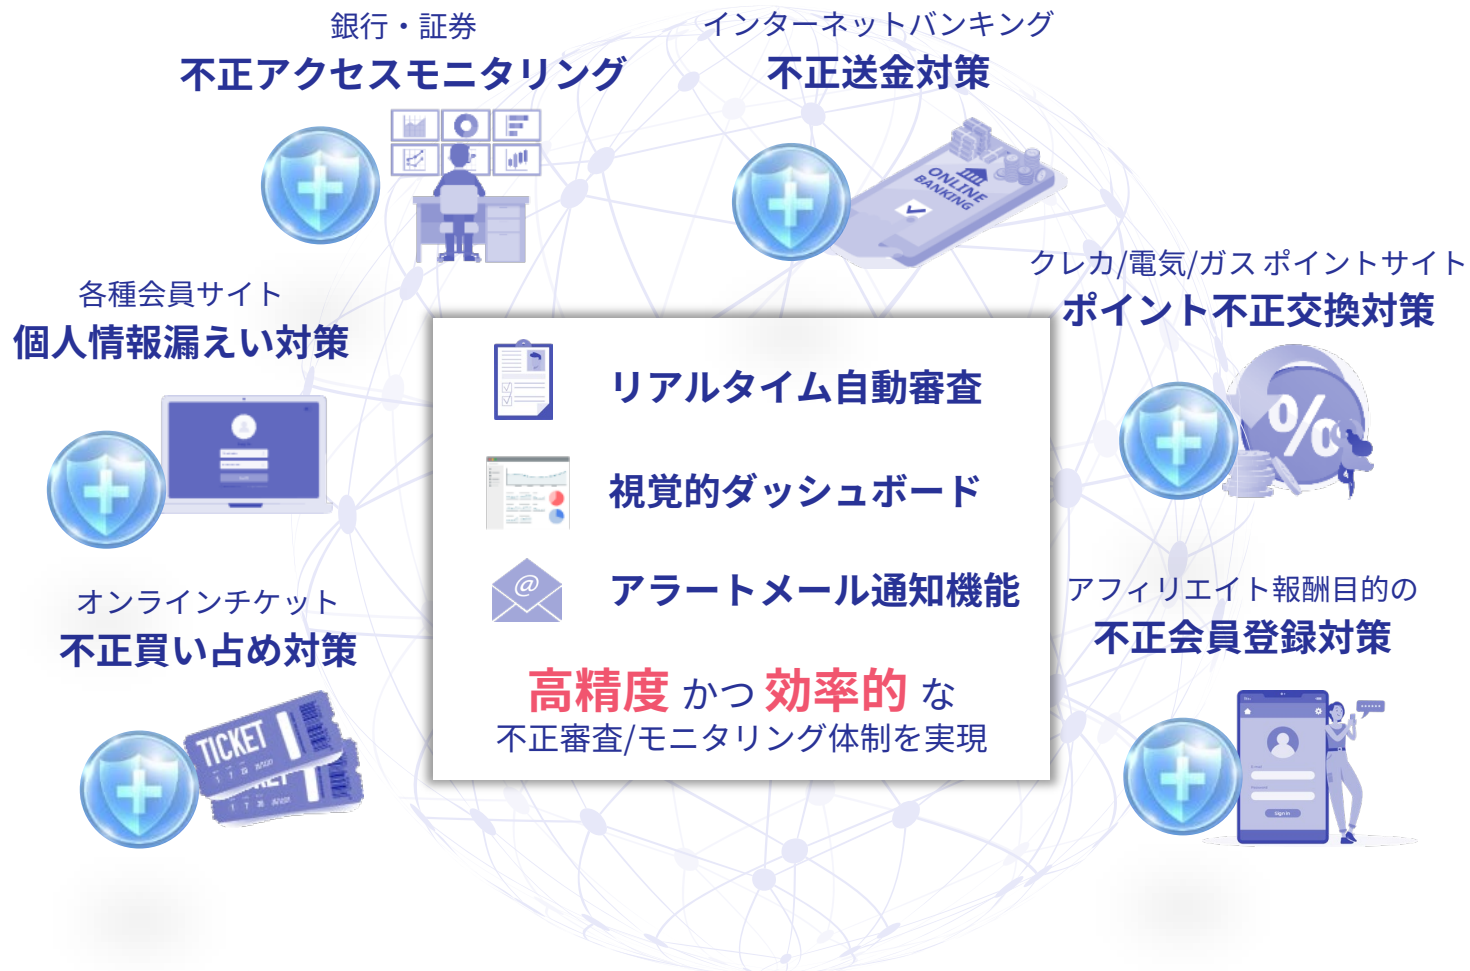 銀行・証券
不正アクセスモニタリング
インターネットバンキング
不正送金対策
ONLINE
BANKING
クレカ/電気/ガス ポイントサイト
ポイント不正交換対策
%
各種会員サイト
個人情報漏えい対策
リアルタイム自動審査
視覚的ダッシュボード
@
アラートメール通知機能
高精度 かつ 効率的 な
不正審査/モニタリング体制を実現
オンラインチケット
不正買い占め対策
TICKET
アフィリエイト報酬目的の
不正会員登録対策
Sign in